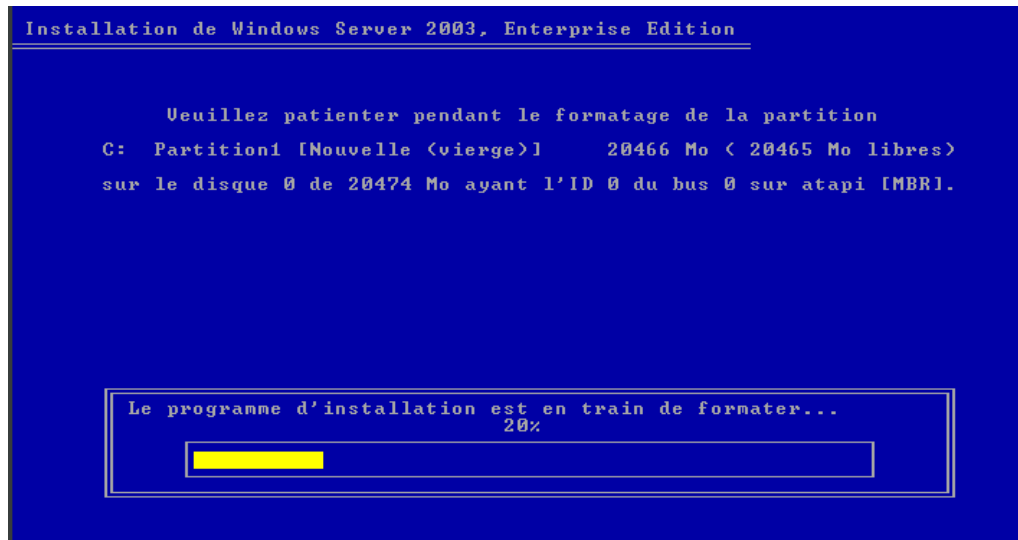 Installation de Windows Server 2003, Enterprise Edition
Veuillez patienter pendant le formatage de la partition
C: Partition1 [Nouvelle (vierge)] 20466 Mo ( 20465 Mo libres)
sur le disque 0 de 20474 Mo ayant l'ID 0 du bus 0 sur atapi [MBR].
Le programme d'installation est en train de formater...
20%